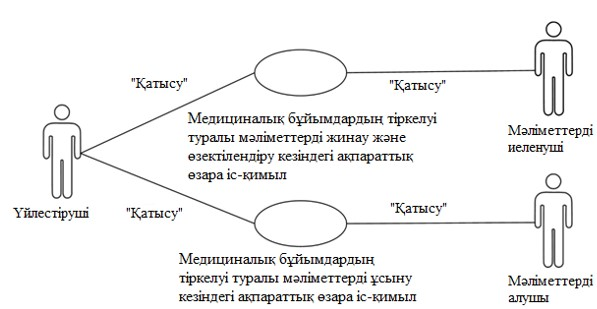 "Қатысу"
"Қатысу"
Медициналық бұйымдардың тіркелуі
туралы мәліметтерді жинау және
өзектілендіру кезіндегі ақпараттық
өзара іс-қимыл
Мәліметтерді
иеленуші
Үйлестіруші
"Қатысу"
"Қатысу"
Медициналық бұйымдардың
тіркелуі туралы мәліметтерді ұсыну
кезіндегі ақпараттық өзара іс-қимыл
Мәліметтерді
алушы